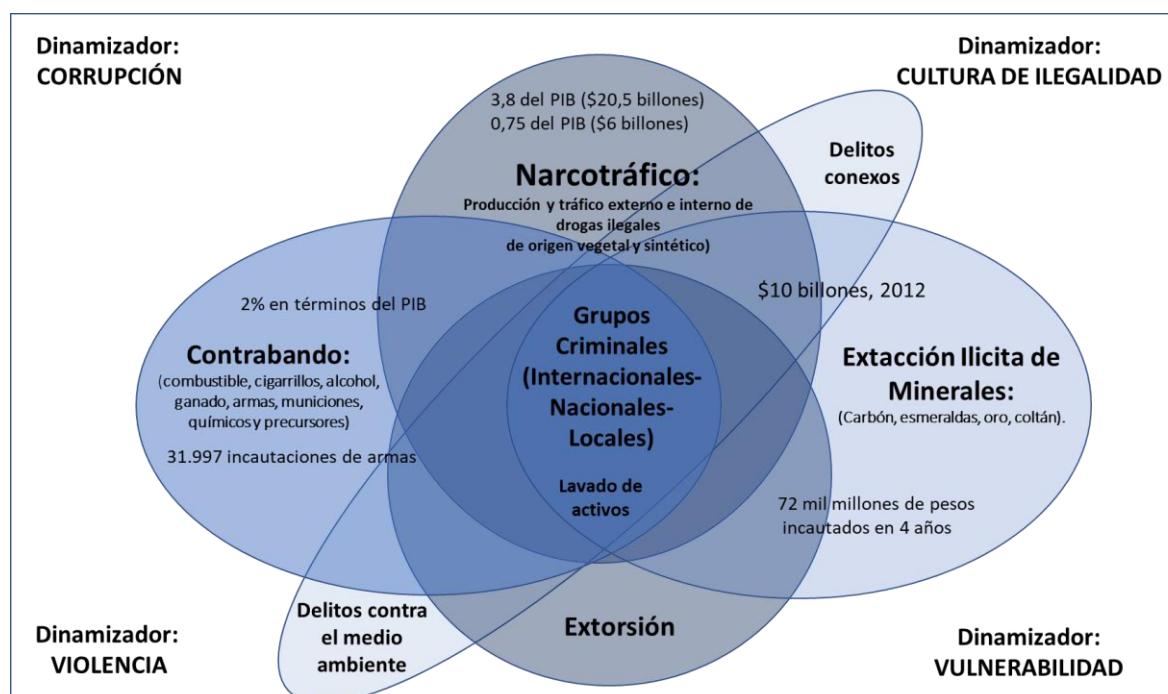 Dinamizador:
CORRUPCIÓN
Dinamizador:
CULTURA DE ILEGALIDAD
3,8 del PIB ($20,5 billones)
0,75 del PIB ($6 billones)
Narcotráfico:
Producción y tráfico externo e interno de
drogas ilegales
de origen vegetal y sintético)
Delitos
conexos
2% en términos del PIB
Contrabando:
(combustible, cigarrillos, alcohol,
ganado, armas, municiones,
químicos y precursores)
31.997 incautaciones de armas
Grupos
Criminales
(Internacionales-
Nacionales-
Locales)
Lavado de
activos
$10 billones, 2012
Extacción Ilicita de
Minerales:
(Carbón, esmeraldas, oro, coltán).
72 mil millones de pesos
incautados en 4 años
Delitos contra
el medio
ambiente
Extorsión
Dinamizador:
VIOLENCIA
Dinamizador:
VULNERABILIDAD